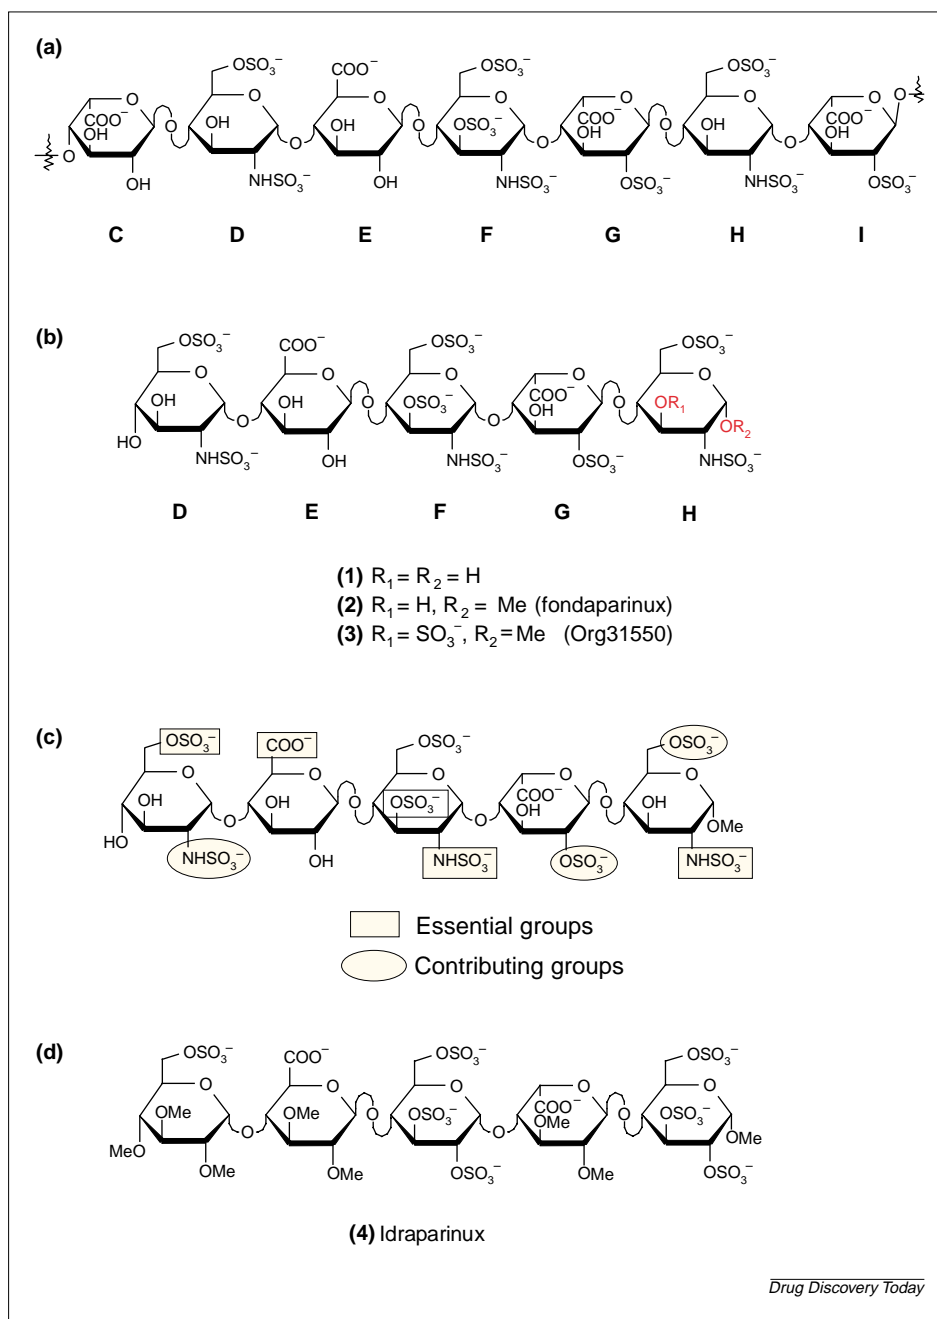 (a)
OSO3− COO− OSO3− OSO3−
O O O O O O O O
COO− OH O OH O OH O OSO3− O COO− OH O OH O COO− OH
O OH NHSO3− OH NHSO3− OSO3− NHSO3− OSO3−
C D E F G H I
(b)
OSO3− COO− OSO3− OSO3−
O O O O O
OH OH O OSO3− COO− OH O OR1
HO O O OR2
NHSO3− OH NHSO3− OSO3− NHSO3−
D E F G H
(1) R1 = R2 = H
(2) R1 = H, R2 = Me (fondaparinux)
(3) R1 = SO3−, R2 = Me (Org31550)
(c)
OSO3− COO− OSO3− OSO3−
O O O O O
OH OH O OSO3− COO− OH O OH
HO O O OMe
NHSO3− OH NHSO3− OSO3− NHSO3−
Essential groups
Contributing groups
(d)
OSO3− COO− OSO3− OSO3−
O O O O O
OMe OMe O OSO3− COO− OMe O OSO3−
MeO O O OMe
OMe OMe OSO3− OMe OSO3−
(4) Idraparinux
Drug Discovery Today